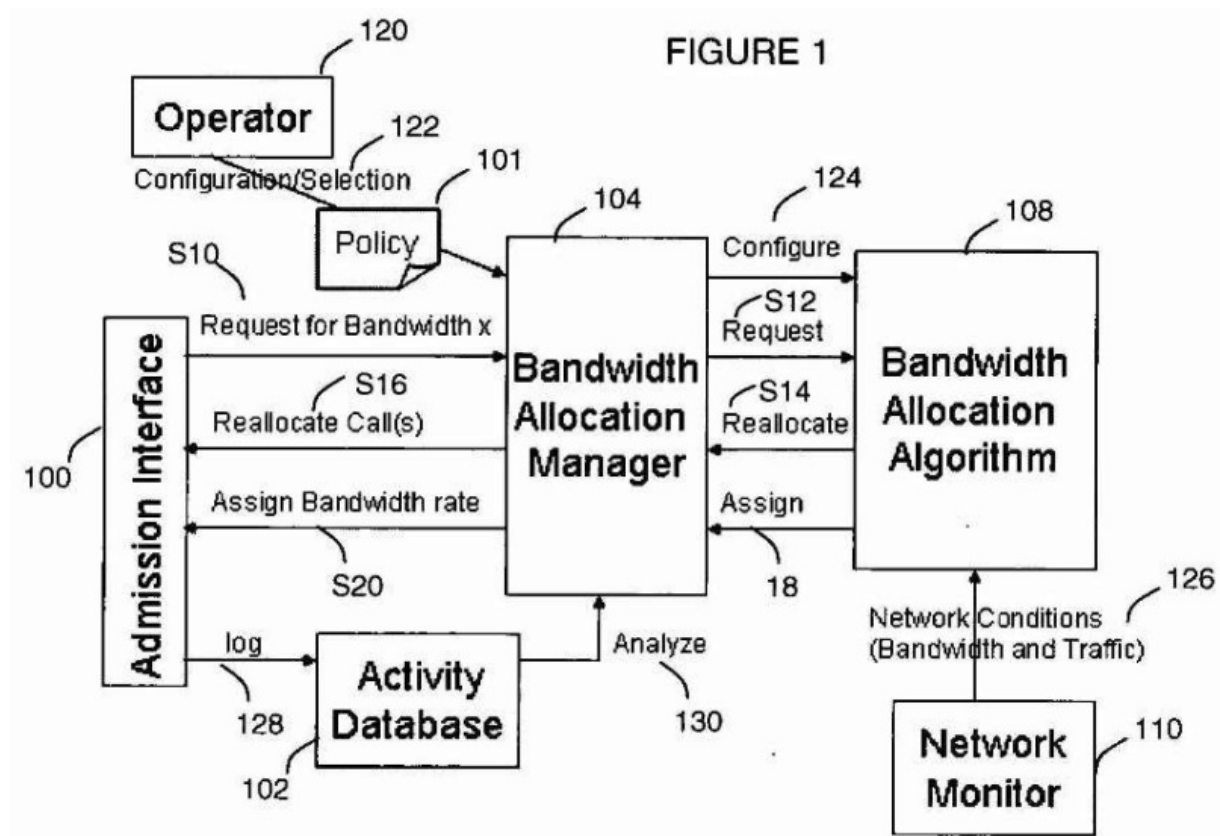 FIGURE 1
120
Operator
122
Configuration/Selection
101
Policy
104
124
Configure
108
S10
Request for Bandwidth x
S12
Request
S16
Reallocate Call(s)
S14
Reallocate
100
Admission Interface
Bandwidth
Allocation
Manager
Bandwidth
Allocation
Algorithm
Assign Bandwidth rate
S20
Assign
18
126
Network Conditions
(Bandwidth and Traffic)
log
128
Activity
Database
102
Analyze
130
Network
Monitor
110